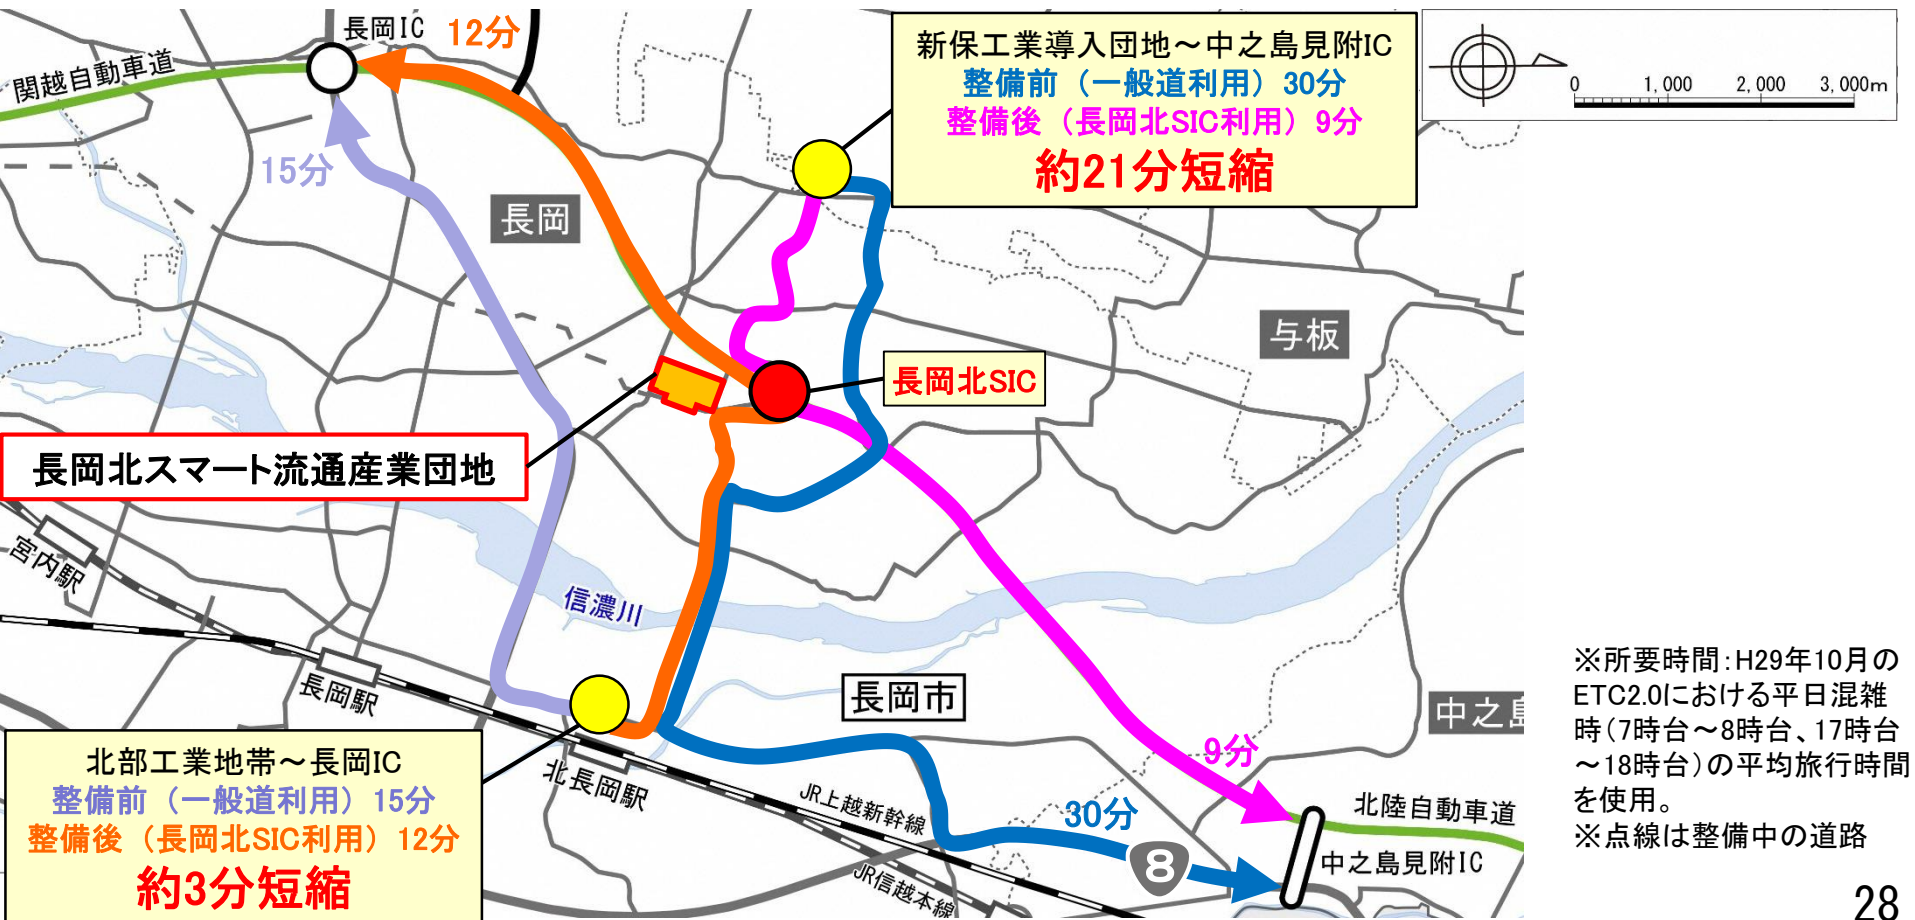 長岡IC
12分
関越自動車道
15分
長岡
新保工業導入団地～中之島見附IC
整備前（一般道利用）30分
整備後（長岡北SIC利用）9分
約21分短縮
0 1,000 2,000 3,000m
与板
長岡北SIC
長岡北スマート流通産業団地
宮内駅
信濃川
長岡駅
長岡市
中之島
北部工業地帯～長岡IC
整備前（一般道利用）15分
整備後（長岡北SIC利用）12分
約3分短縮
北長岡駅
JR上越新幹線
JR信越本線
9分
30分
8
北陸自動車道
中之島見附IC
※所要時間：H29年10月の
ETC2.0における平日混雑
時（7時台～8時台、17時台
～18時台）の平均旅行時間
を使用。
※点線は整備中の道路
28